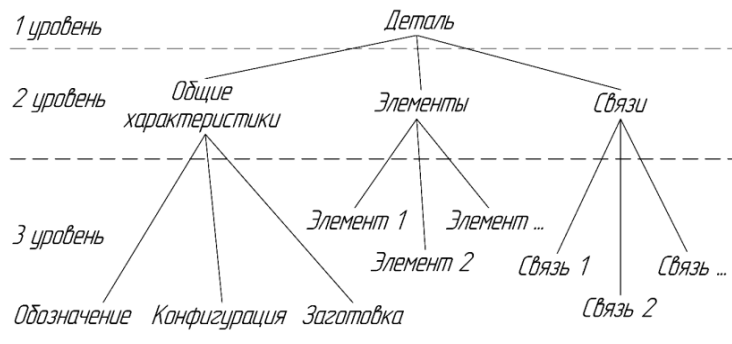 1 уровень
Деталь
2 уровень
Общие
характеристики
Элементы
Связи
3 уровень
Элемент 1
Элемент ...
Элемент 2
Связь 1
Связь ...
Связь 2
Обозначение
Конфигурация
Заготовка